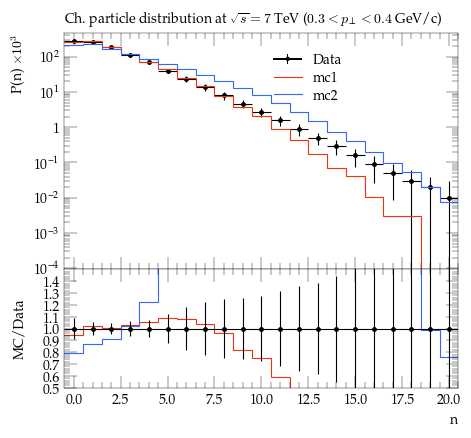 Ch. particle distribution at √s = 7 TeV (0.3 < p⊥ < 0.4 GeV/c)
P(n) ×10³
10²
10¹
1
10⁻¹
10⁻²
10⁻³
10⁻⁴
Data
mc1
mc2
MC/Data
1.4
1.3
1.2
1.1
1.0
0.9
0.8
0.7
0.6
0.5
0.0 2.5 5.0 7.5 10.0 12.5 15.0 17.5 20.0
n